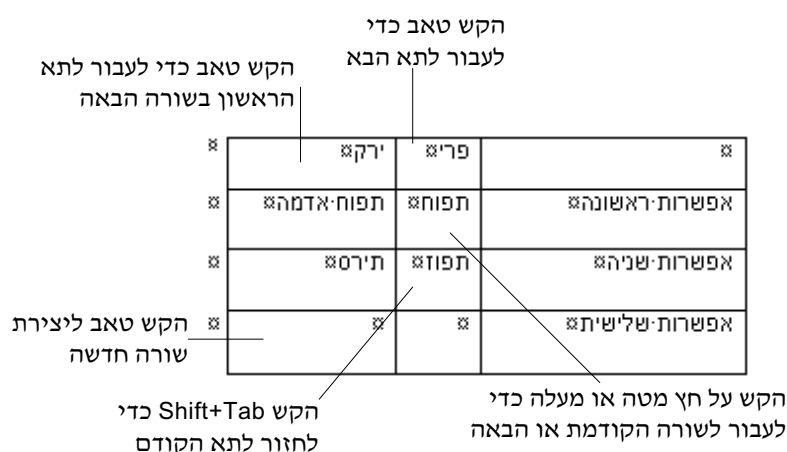 הקש טאב כדי
לעבור לתא הבא
הקש טאב כדי לעבור לתא
הראשון בשורה הבאה
¤ פרי¤ ירק¤ ¤
אפשרות·ראשונה¤ תפוח¤ תפוח·אדמה¤ ¤
אפשרות·שניה¤ תפוז¤ תירס¤ ¤
אפשרות·שלישית¤ ¤ ¤ ¤
הקש טאב ליצירת
שורה חדשה
הקש על חץ מטה או מעלה כדי
לעבור לשורה הקודמת או הבאה
הקש Shift+Tab כדי
לחזור לתא הקודם